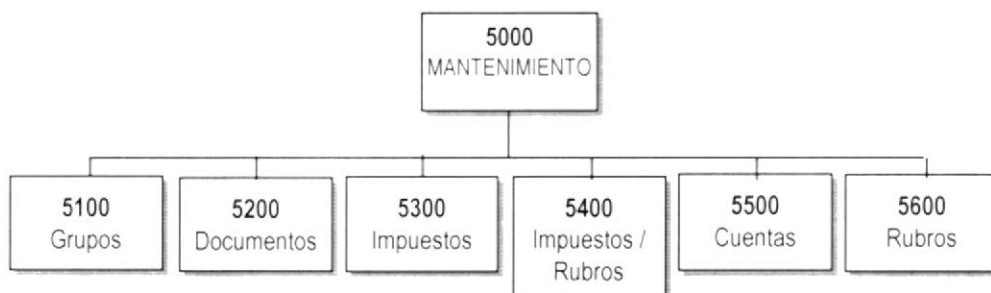 5000
MANTENIMIENTO
5100
Grupos
5200
Documentos
5300
Impuestos
5400
Impuestos /
Rubros
5500
Cuentas
5600
Rubros